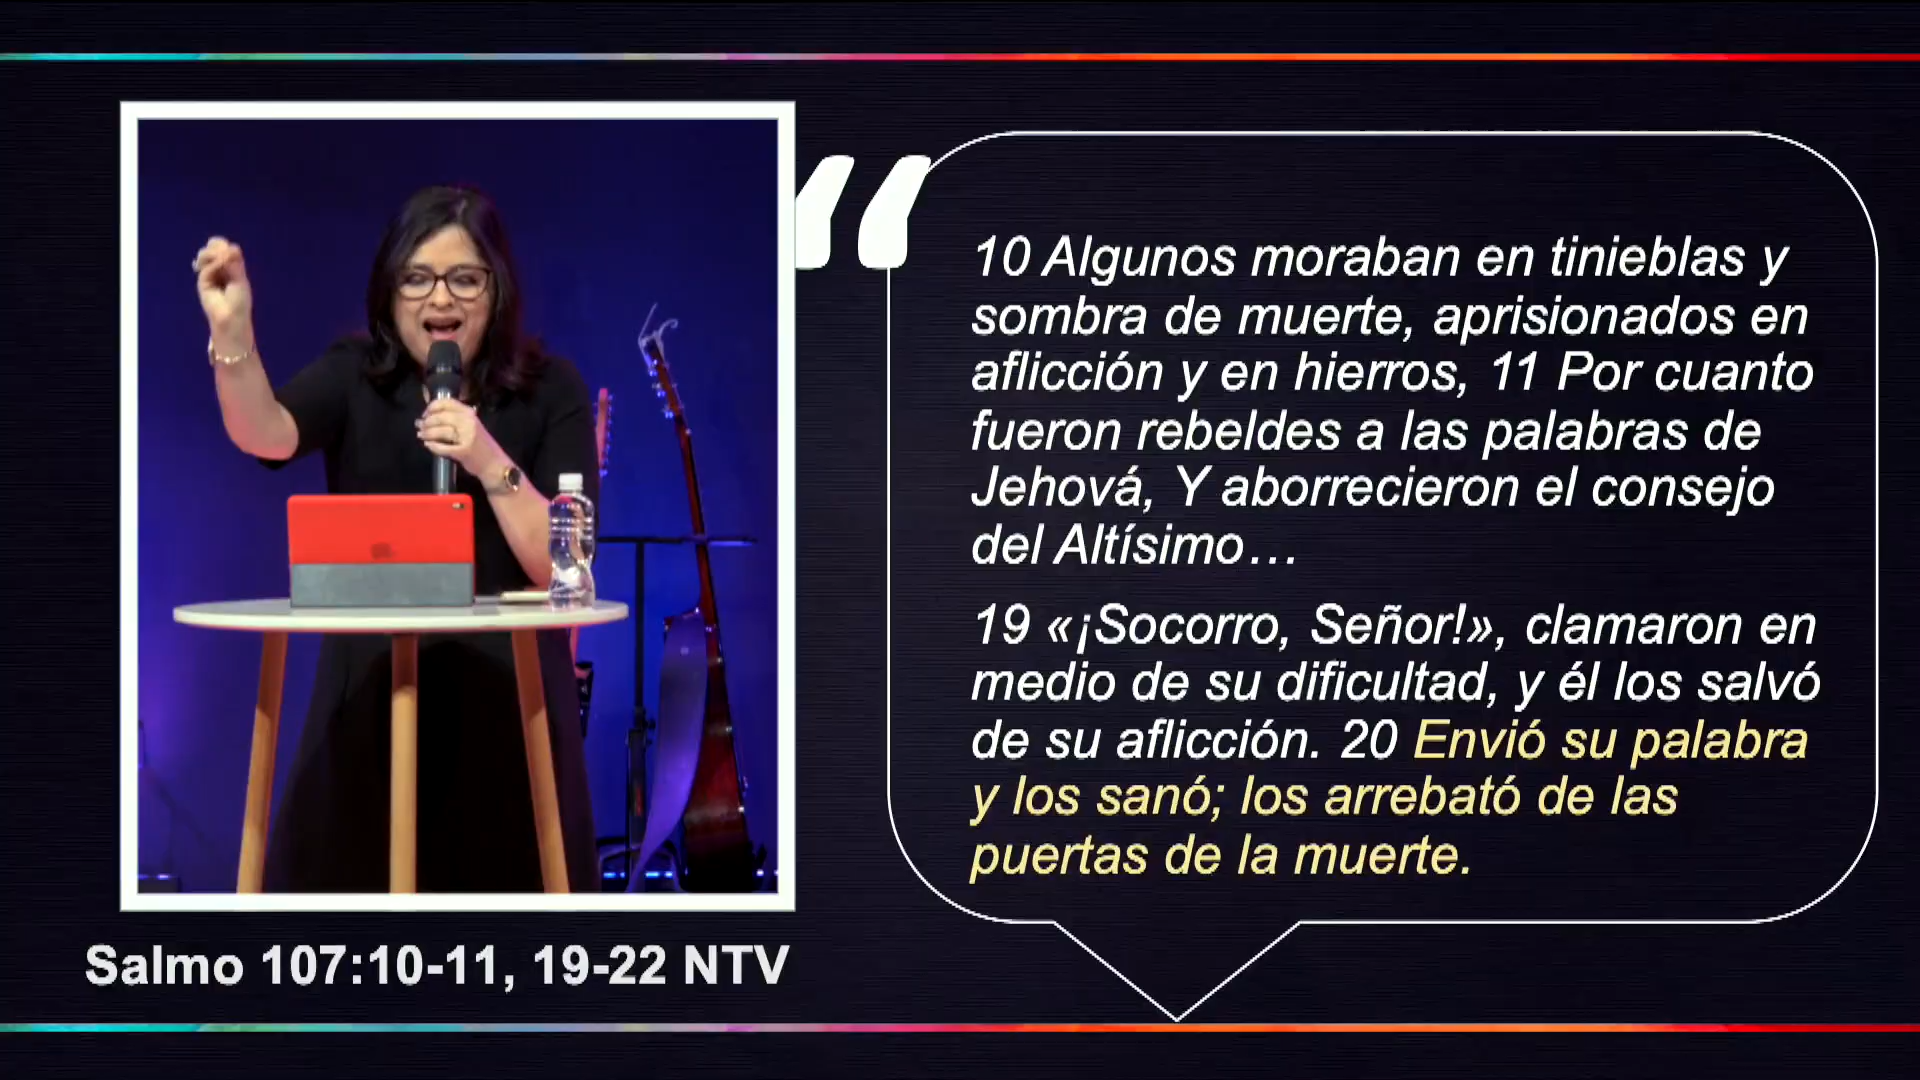 “
10 Algunos moraban en tinieblas y
sombra de muerte, aprisionados en
aflicción y en hierros, 11 Por cuanto
fueron rebeldes a las palabras de
Jehová, Y aborrecieron el consejo
del Altísimo…
19 «¡Socorro, Señor!», clamaron en
medio de su dificultad, y él los salvó
de su aflicción. 20 Envió su palabra
y los sanó; los arrebató de las
puertas de la muerte.
Salmo 107:10-11, 19-22 NTV